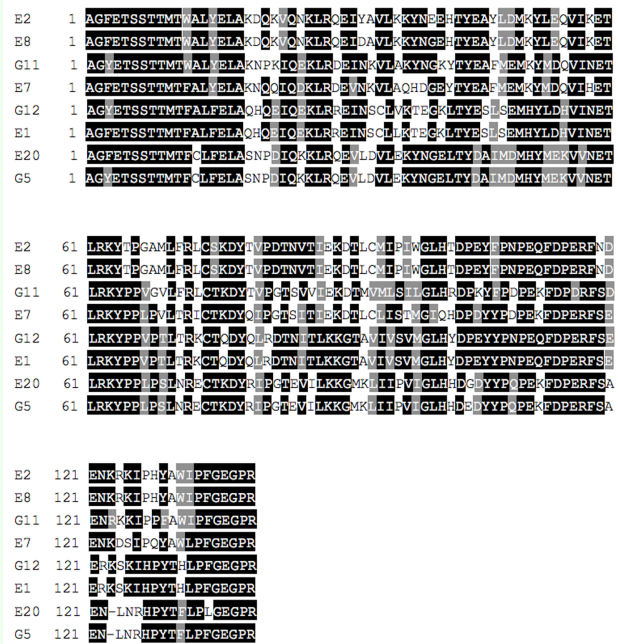 E2 1 AGFETSSTTMTWALYELAKDQKVQNKLRQEIYAVLKKYNEEHTYEAYLDMKYLEQVIKET
E8 1 AGFETSSTTMTWALYELAKDQKVQNKLRQEIDAVLKKYNGEHTYEAYLDMKYLEQVIKET
G11 1 AGYETSSTTMTWALYELAKNPKIQEKLRDEINKVLAKYNGKYTYEAFMEMKYMDQVINET
E7 1 AGFETSSTTMTFALYELAKNQQIQDKLRDEVNKVLAQHDGEYTYEAFMEMKYMDQVIHET
G12 1 AGYETSSTTMTFALFELAQHQEIQEKLRREINSCLVKTEGKLTYESLSEMHYLDHVINET
E1 1 AGFETSSTTMTFALFELAQHQEIQEKLRREINSCLLKTEGKLTYESLSEMHYLDHVINET
E20 1 AGFETSSTTMTFCLFELASNPDIQKKLRQEVLDVLEKYNGELTYDAIMDMHYMEKVVNET
G5 1 AGYETSSTTMTFCLFELASNPDIQKKLRQEVLDVLEKYNGELTYDAIMDMHYMEKVVNET
E2 61 LRKYTPGAMLFRLCSKDYTVPDTNVTIEKDTLCMIPIWGLHTDPEYFPNPEQFDPERFND
E8 61 LRKYTPGAMLFRLCSKDYTVPDTNVTIEKDTLCMIPIWGLHTDPEYFPNPEQFDPERFND
G11 61 LRKYPPVGVLFRLCTKDYTVPGTSVVIEKDTMVMLSILGLHRDPKYFPDPEKFDPDRFSD
E7 61 LRKYPPLPVLTRICTKDYQIPGTSITIEKDTLCLISTMGIQHDPDYYPDPEKFDPERFSE
G12 61 LRKYPPVPTLTRKCTQDYQLRDTNITLKKGTAVIVSVMGLHYDPEYYPNPEQFDPERFSE
E1 61 LRKYPPVPTLTRKCTQDYQLRDTNITLKKGTAVIVSVMGLHYDPEYYPNPEQFDPERFSE
E20 61 LRKYPPLPSLNRECTKDYRIPGTEVILKKGMKLIIPVIGLHHDGDYYPQPEKFDPERFSA
G5 61 LRKYPPLPSLNRECTKDYRIPGTEVILKKGMKLIIPVIGLHHDEDYYPQPEKFDPERFSA
E2 121 ENKRKIPHYAWIPFGEGPR
E8 121 ENKRKIPHYAWIPFGEGPR
G11 121 ENRKKIPPFAWIPFGEGPR
E7 121 ENKDSIPQYAWLPFGEGPR
G12 121 ERKSKIHPYTHLPFGEGPR
E1 121 ERKSKIHPYTHLPFGEGPR
E20 121 EN-LNRHPYTFLPLGEGPR
G5 121 EN-LNRHPYTFLPFGEGPR